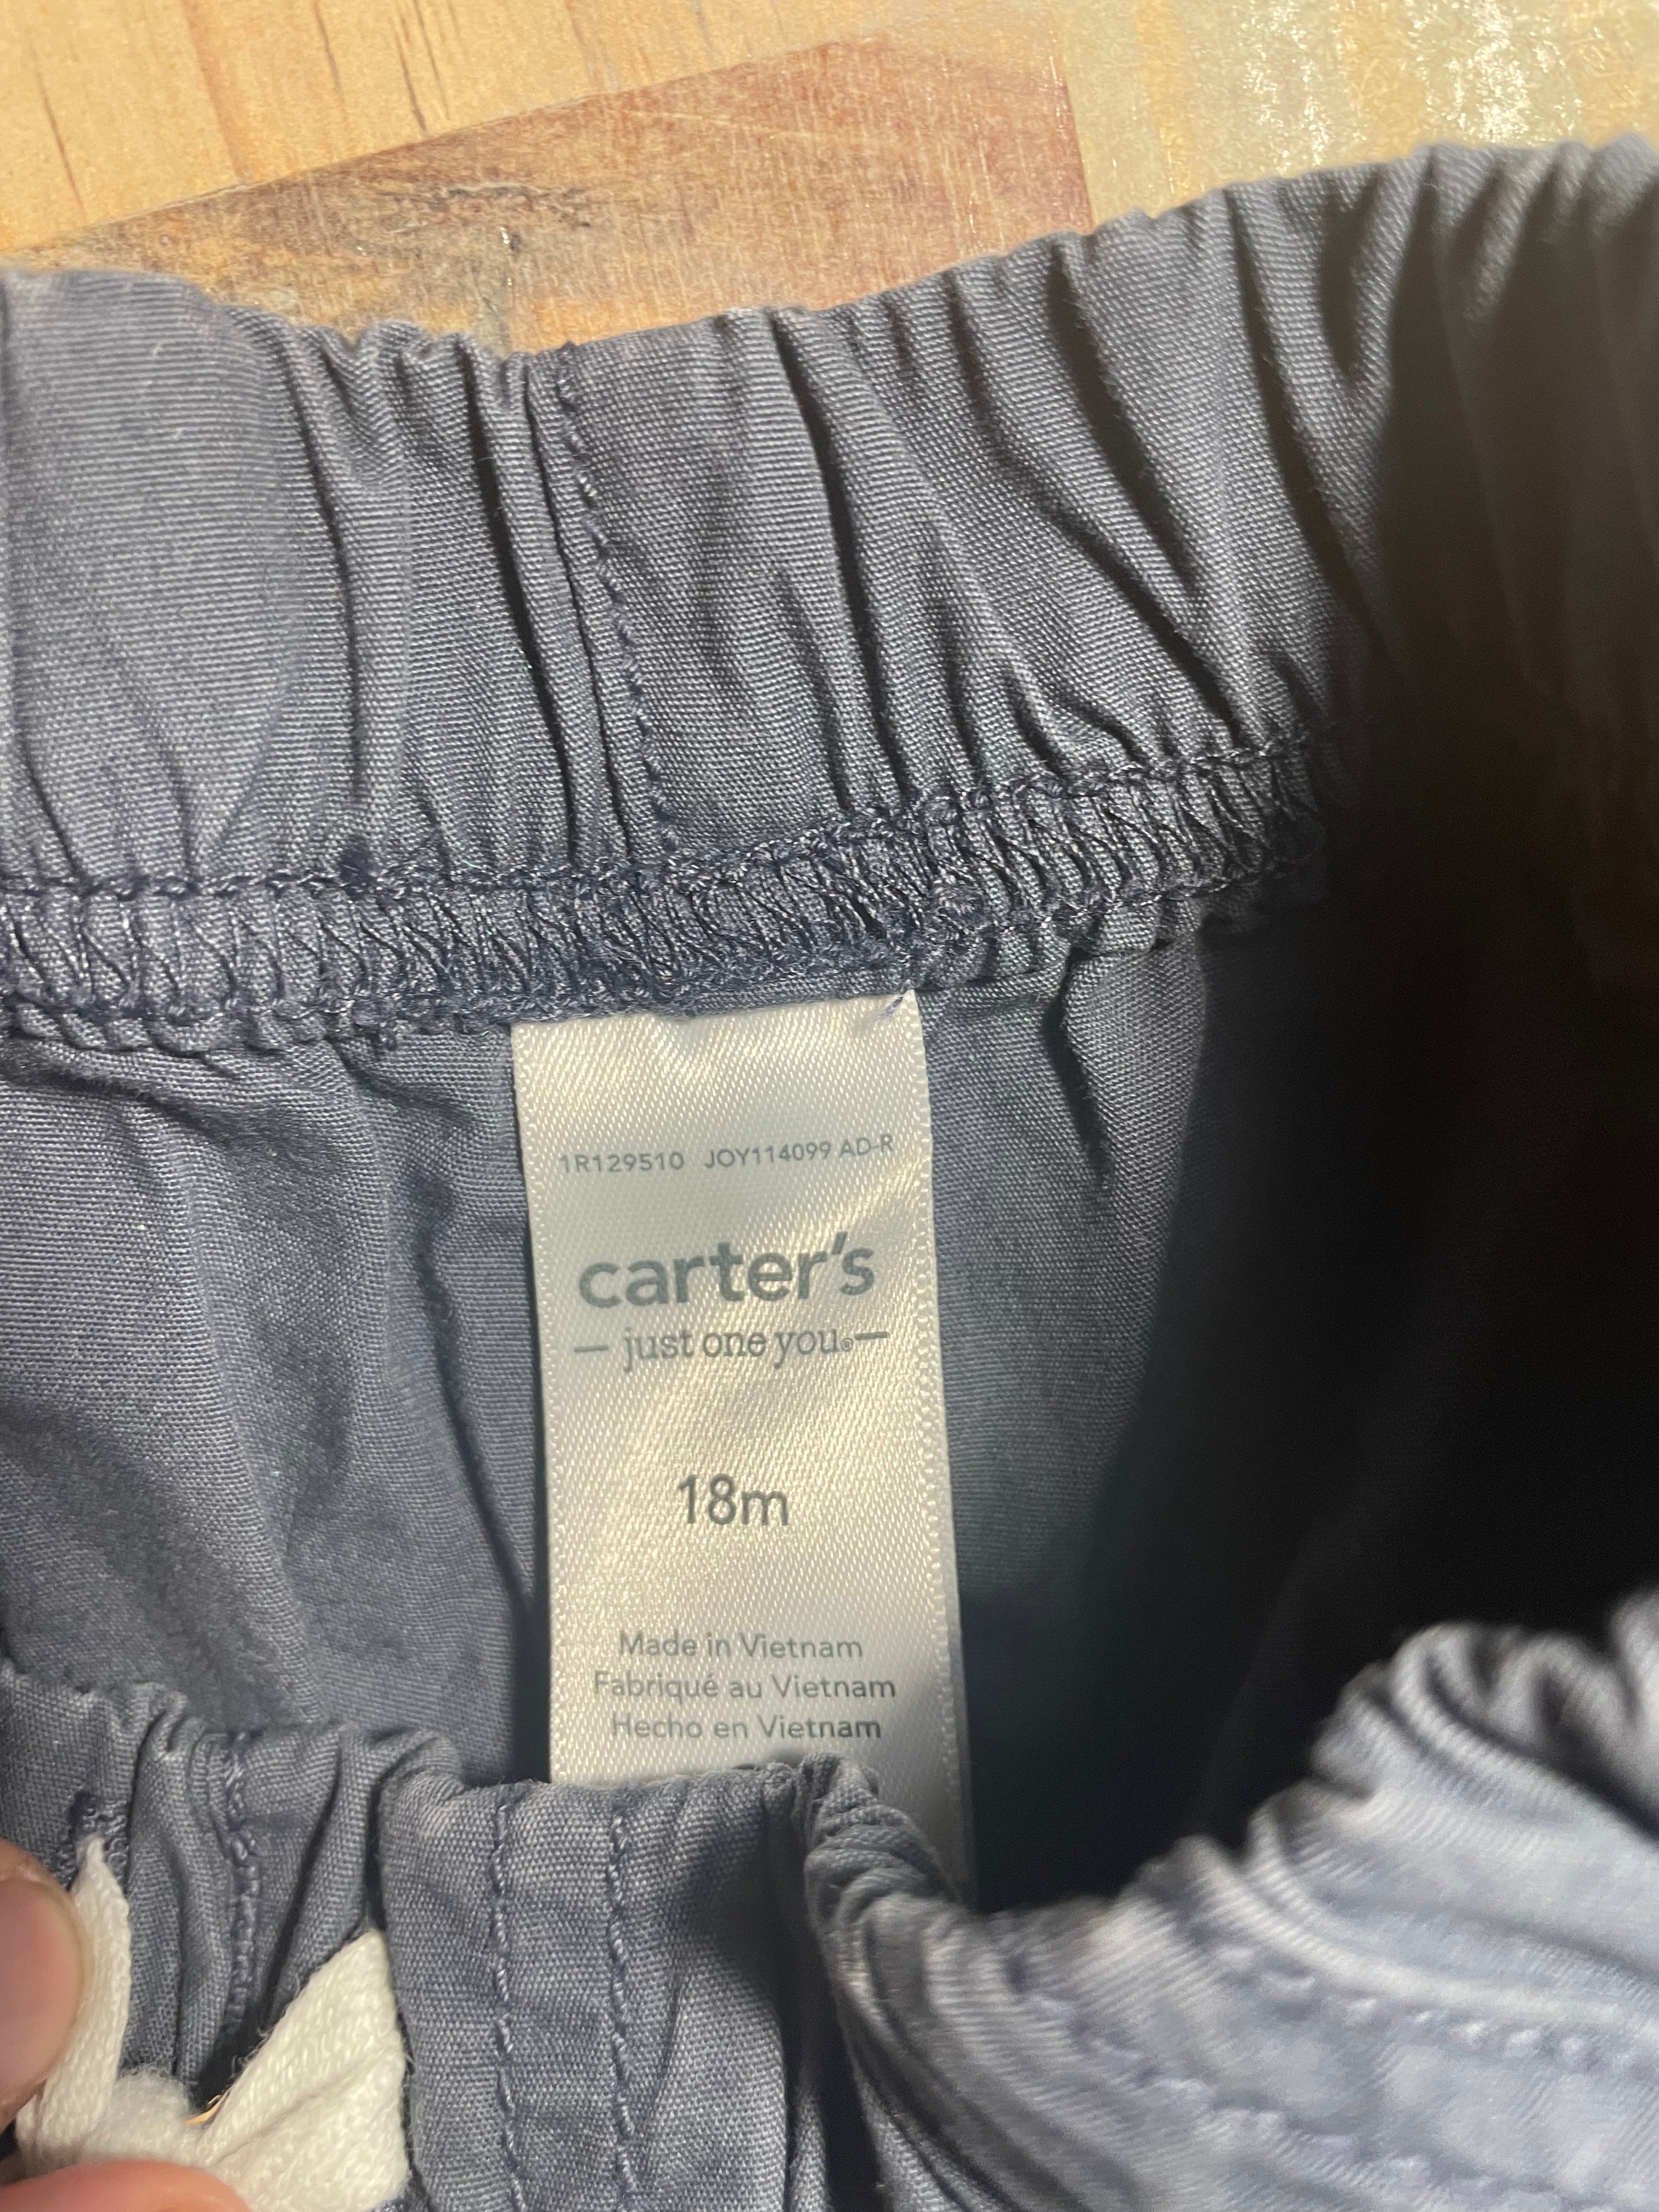 1R129510 JOY114099 AD-R
carter's
— just one you®—
18m
Made in Vietnam
Fabriqué au Vietnam
Hecho en Vietnam